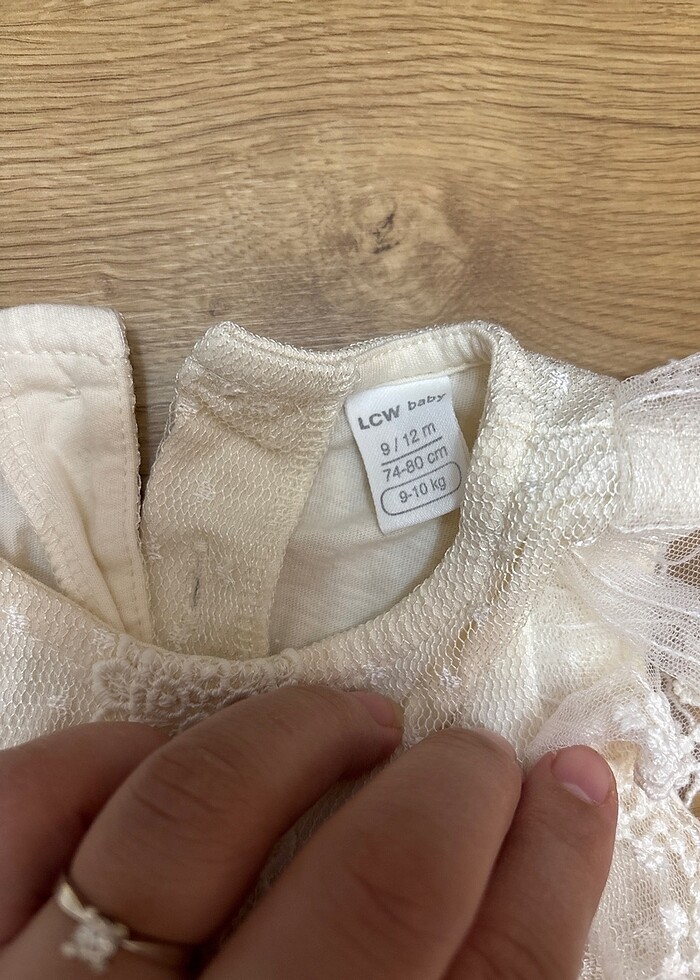 LCW baby
9 / 12 m
74-80 cm
9-10 kg